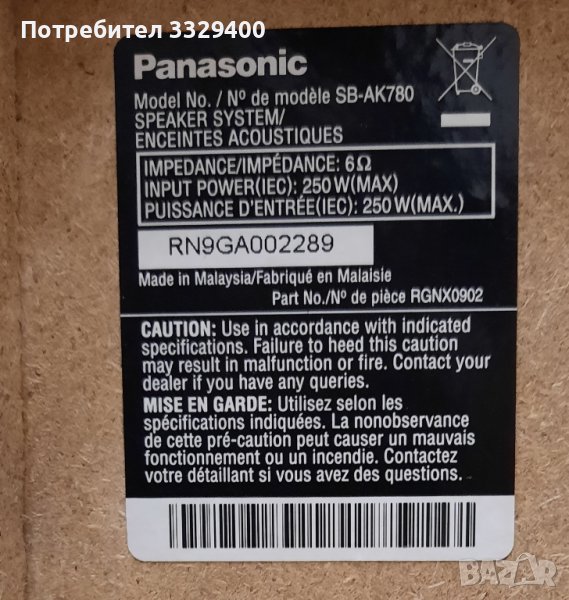 Потребител 3329400
Panasonic
Model No. / Nº de modèle SB-AK780
SPEAKER SYSTEM/
ENCEINTES ACOUSTIQUES
IMPEDANCE/IMPÉDANCE: 6Ω
INPUT POWER(IEC): 250W(MAX)
PUISSANCE D'ENTRÉE(IEC): 250W(MAX.)
RN9GA002289
Made in Malaysia/Fabriqué en Malaisie
Part No./Nº de pièce RGNX0902
CAUTION: Use in accordance with indicated
specifications. Failure to heed this caution
may result in malfunction or fire. Contact your
dealer if you have any queries.
MISE EN GARDE: Utilisez selon les
spécifications indiquées. La nonobservance
de cette pré-caution peut causer un mauvais
fonctionnement ou un incendie. Contactez
votre détaillant si vous avez des questions.
BAZAR